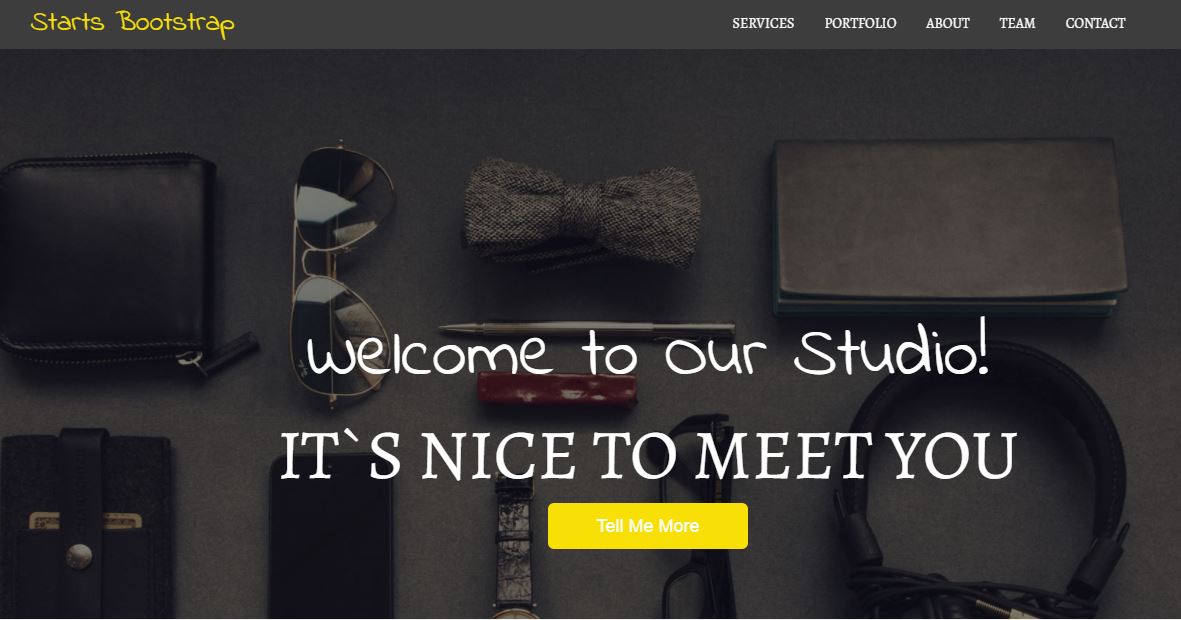 Starts Bootstrap
SERVICES PORTFOLIO ABOUT TEAM CONTACT
Welcome to Our Studio!
IT`S NICE TO MEET YOU
Tell Me More